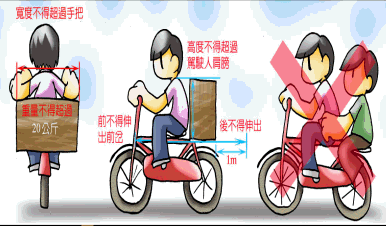 寬度不得超過手把
重量不得超過
20公斤
高度不得超過
駕駛人肩膀
前不得伸
出前岔
後不得伸出
1m